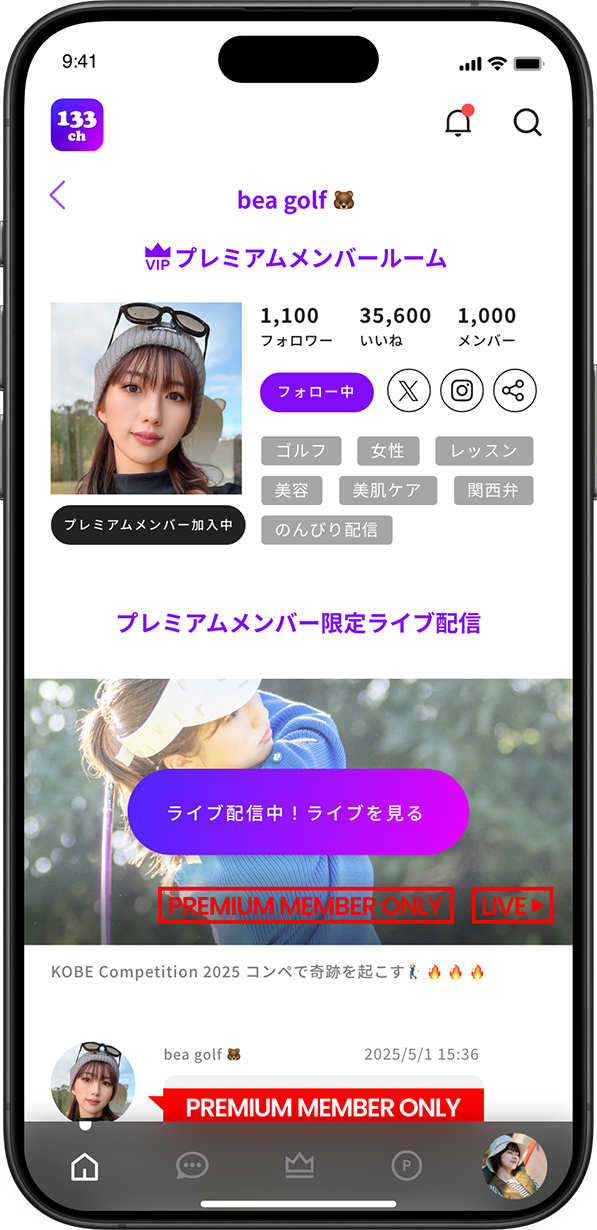 9:41
133
ch
bea golf 🐻
VIP プレミアムメンバールーム
1,100 35,600 1,000
フォロワー いいね メンバー
フォロー中
ゴルフ 女性 レッスン
美容 美肌ケア 関西弁
プレミアムメンバー加入中
のんびり配信
プレミアムメンバー限定ライブ配信
ライブ配信中！ライブを見る
PREMIUM MEMBER ONLY LIVE▶
KOBE Competition 2025 コンペで奇跡を起こす🏌️🔥🔥🔥
bea golf 🐻 2025/5/1 15:36
PREMIUM MEMBER ONLY
P